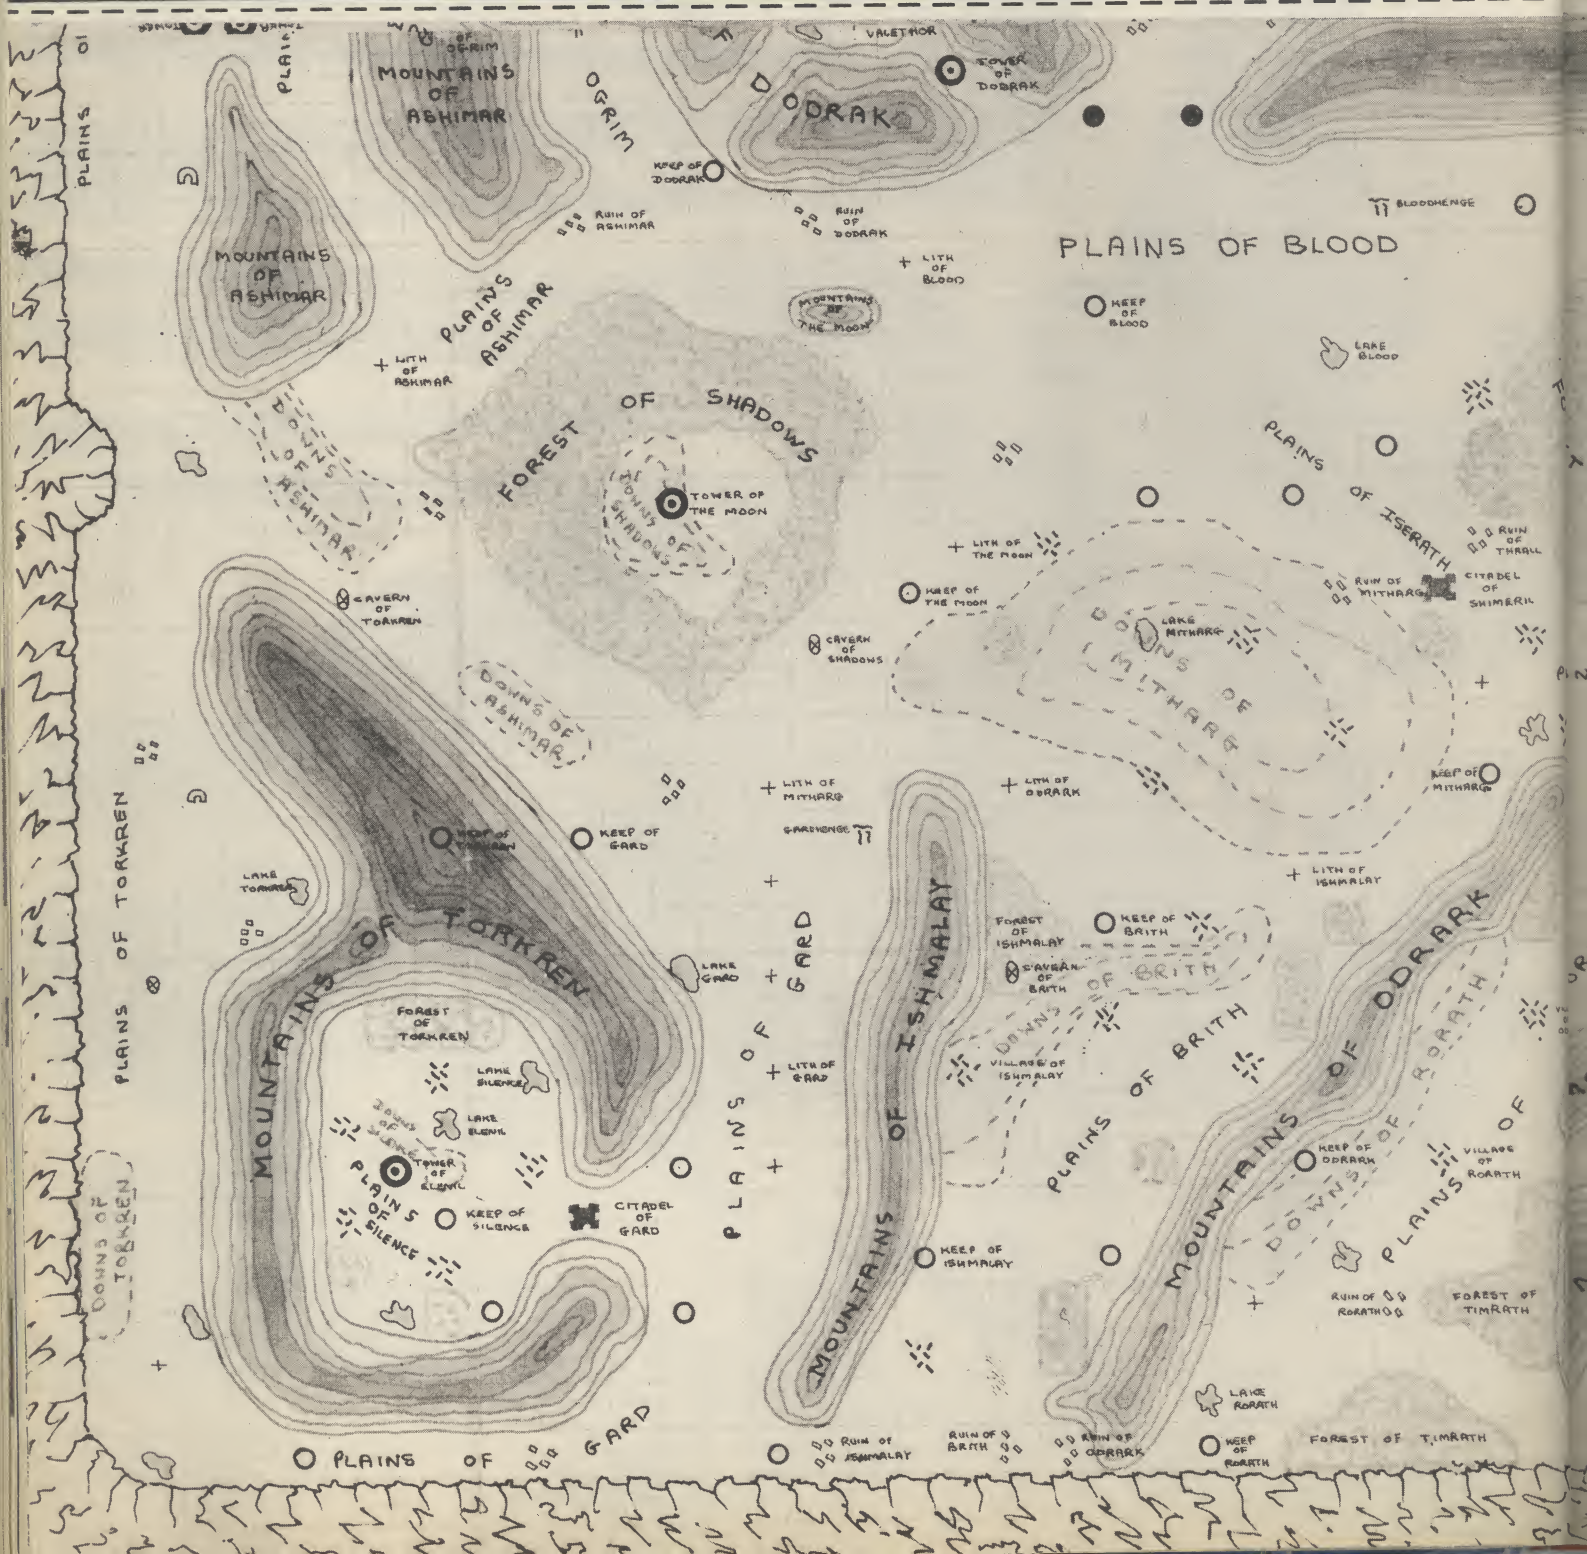 TOWER
TOWER
PLAINS
OF
OGRIM
MOUNTAINS
OF
ASHIMAR
OGRIM
VALETHOR
DODRAK
TOWER
OF
DODRAK
KEEP OF
DODRAK
RUIN OF
ASHIMAR
RUIN
OF
DODRAK
BLOODHENGE
PLAINS OF BLOOD
MOUNTAINS
OF
ASHIMAR
LITH
OF
BLOOD
PLAINS
OF
ASHIMAR
MOUNTAINS
OF
THE MOON
KEEP
OF
BLOOD
LAKE
BLOOD
LITH
OF
ASHIMAR
FOREST OF SHADOWS
DOWNS
OF
ASHIMAR
PLAINS OF ISERATH
TOWER OF
THE MOON
DOWNS OF
SHADOWS
LITH OF
THE MOON
RUIN
OF
THRALL
CAVERN
OF
TORKREN
KEEP OF
THE MOON
RUIN OF
MITHARG
CITADEL
OF
SHIMERIL
CAVERN
OF
SHADOWS
LAKE
MITHARG
DOWNS OF
MITHARG
DOWNS OF
ASHIMAR
LITH OF
MITHARG
LITH OF
ODRARK
KEEP OF
MITHARG
PLAINS OF TORKREN
KEEP OF
TORKREN
KEEP OF
GARD
GARDHENGE
LAKE
TORKREN
LITH OF
ISHMALAY
MOUNTAINS OF TORKREN
LAKE
GARD
PLAINS OF GARD
MOUNTAINS OF ISHMALAY
FOREST
OF
ISHMALAY
KEEP OF
BRITH
CAVERN
OF
BRITH
DOWNS OF BRITH
MOUNTAINS OF ODRARK
DOWNS OF RORATH
FOREST
OF
TORKREN
LAKE
SILENCE
LITH OF
GARD
VILLAGE OF
ISHMALAY
PLAINS OF BRITH
LAKE
ELENIL
DOWNS
OF
SILENCE
TOWER
OF
ELENIL
PLAINS
OF
SILENCE
KEEP OF
SILENCE
CITADEL
OF
GARD
KEEP OF
ODRARK
VILLAGE
OF
RORATH
PLAINS OF
DOWNS OF
TORKREN
KEEP OF
ISHMALAY
RUIN OF
RORATH
FOREST OF
TIMRATH
LAKE
RORATH
PLAINS OF GARD
RUIN OF
ISHMALAY
RUIN OF
BRITH
RUIN OF
ODRARK
KEEP
OF
RORATH
FOREST OF TIMRATH